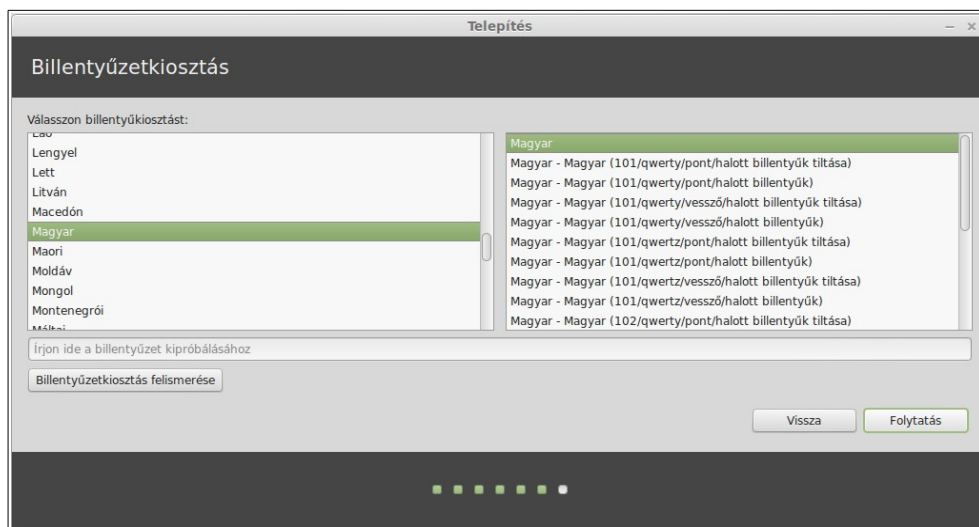 Telepítés
Billentyűzetkiosztás
Válasszon billentyűkiosztást:
Lao
Lengyel
Lett
Litván
Macedón
Magyar
Maori
Moldáv
Mongol
Montenegrói
Máltai
Magyar
Magyar - Magyar (101/qwerty/pont/halott billentyűk tiltása)
Magyar - Magyar (101/qwerty/pont/halott billentyűk)
Magyar - Magyar (101/qwerty/vessző/halott billentyűk tiltása)
Magyar - Magyar (101/qwerty/vessző/halott billentyűk)
Magyar - Magyar (101/qwertz/pont/halott billentyűk tiltása)
Magyar - Magyar (101/qwertz/pont/halott billentyűk)
Magyar - Magyar (101/qwertz/vessző/halott billentyűk tiltása)
Magyar - Magyar (101/qwertz/vessző/halott billentyűk)
Magyar - Magyar (102/qwerty/pont/halott billentyűk tiltása)
Írjon ide a billentyűzet kipróbálásához
Billentyűzetkiosztás felismerése
Vissza
Folytatás